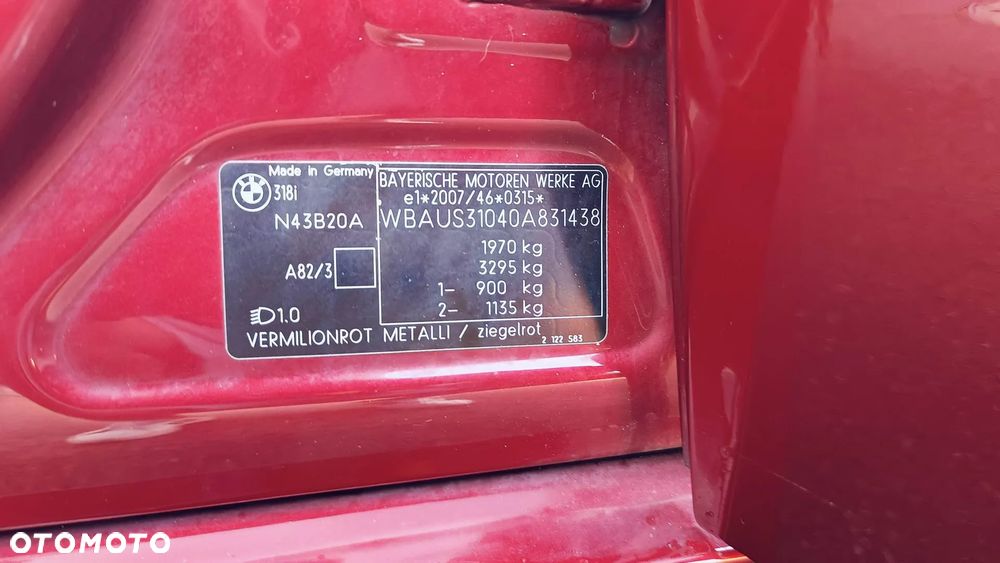 Made in Germany
318i
N43B20A
A82/3
1.0
BAYERISCHE MOTOREN WERKE AG
e1*2007/46*0315*
WBAUS31040A831438
1970 kg
3295 kg
1- 900 kg
2- 1135 kg
VERMILIONROT METALLI / ziegelrot
2 122 583
OTOMOTO